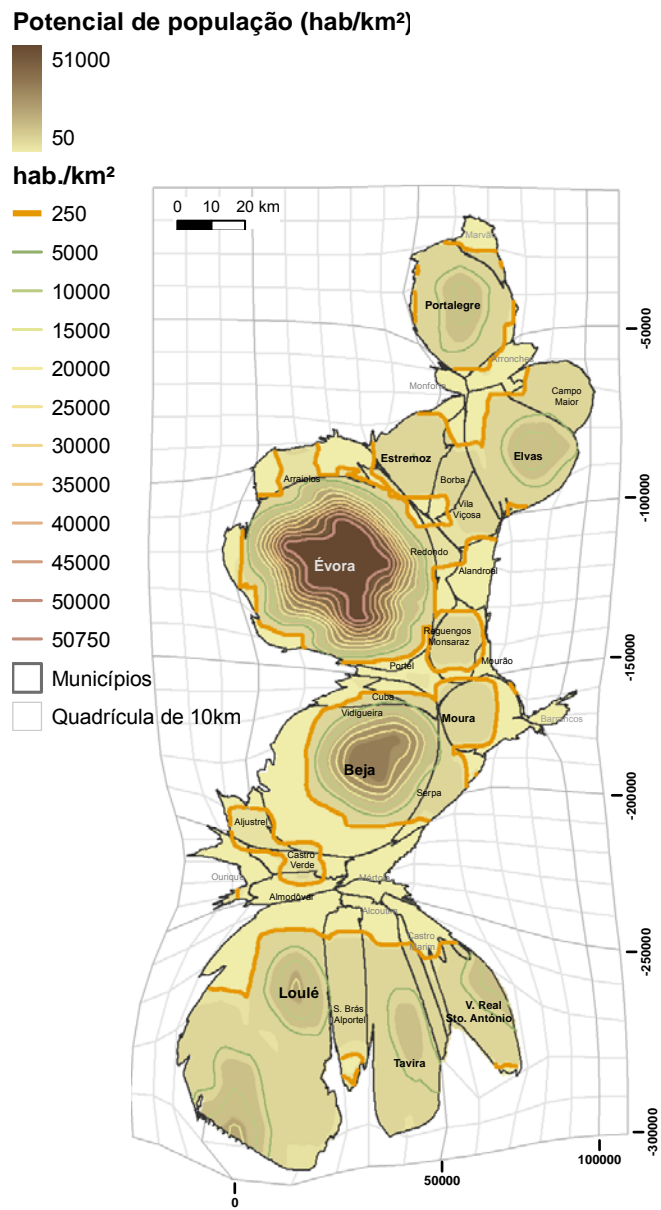 Potencial de população (hab/km²)
51000
50
hab./km²
250
5000
10000
15000
20000
25000
30000
35000
40000
45000
50000
50750
Municípios
Quadrícula de 10km
0 10 20 km
Marvão
Portalegre
-50000
Arronches
Monforte
Campo
Maior
Estremoz
Elvas
Borba
Arraiolos
-100000
Vila
Viçosa
Redondo
Évora
Alandroal
Reguengos
Monsaraz
Mourão
-150000
Portel
Cuba
Vidigueira
Moura
Barrancos
Beja
Serpa
-200000
Aljustrel
Castro
Verde
Ourique
Mértola
Almodôvar
Alcoutim
Castro
Marim
-250000
Loulé
S. Brás
Alportel
V. Real
Sto. António
Tavira
-300000
0
50000
100000